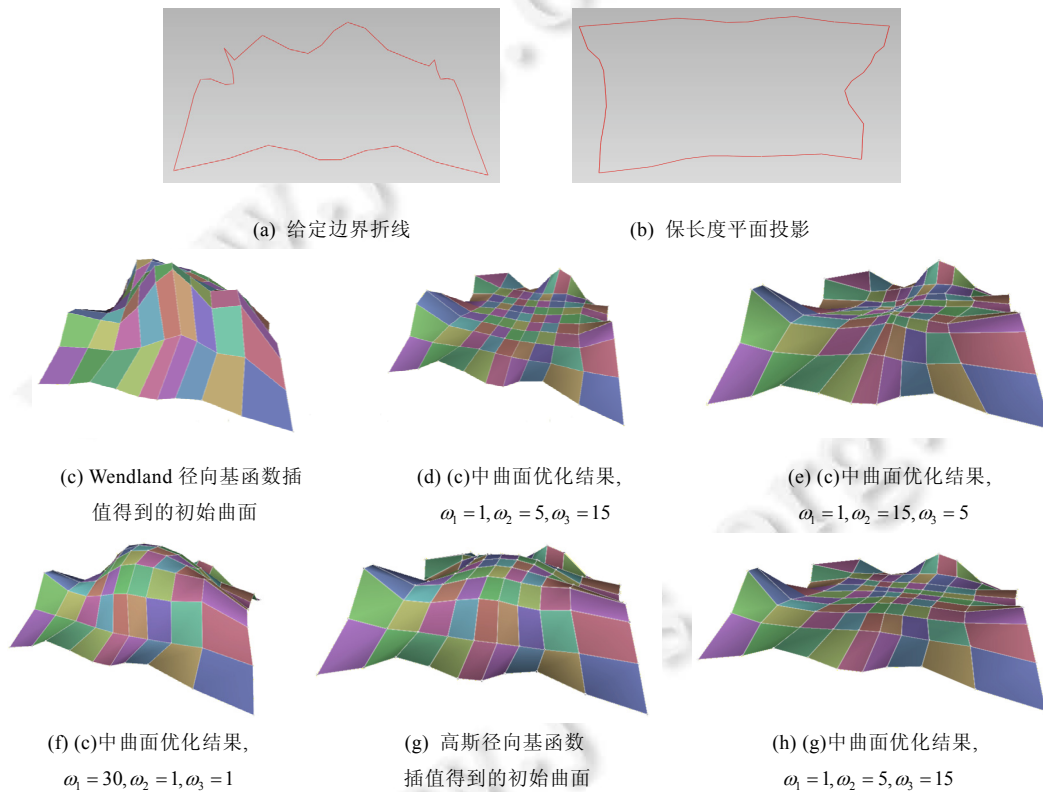 (a) 给定边界折线
(b) 保长度平面投影
(c) Wendland 径向基函数插
值得到的初始曲面
(d) (c)中曲面优化结果,
ω₁ = 1, ω₂ = 5, ω₃ = 15
(e) (c)中曲面优化结果,
ω₁ = 1, ω₂ = 15, ω₃ = 5
(f) (c)中曲面优化结果,
ω₁ = 30, ω₂ = 1, ω₃ = 1
(g) 高斯径向基函数
插值得到的初始曲面
(h) (g)中曲面优化结果,
ω₁ = 1, ω₂ = 5, ω₃ = 15